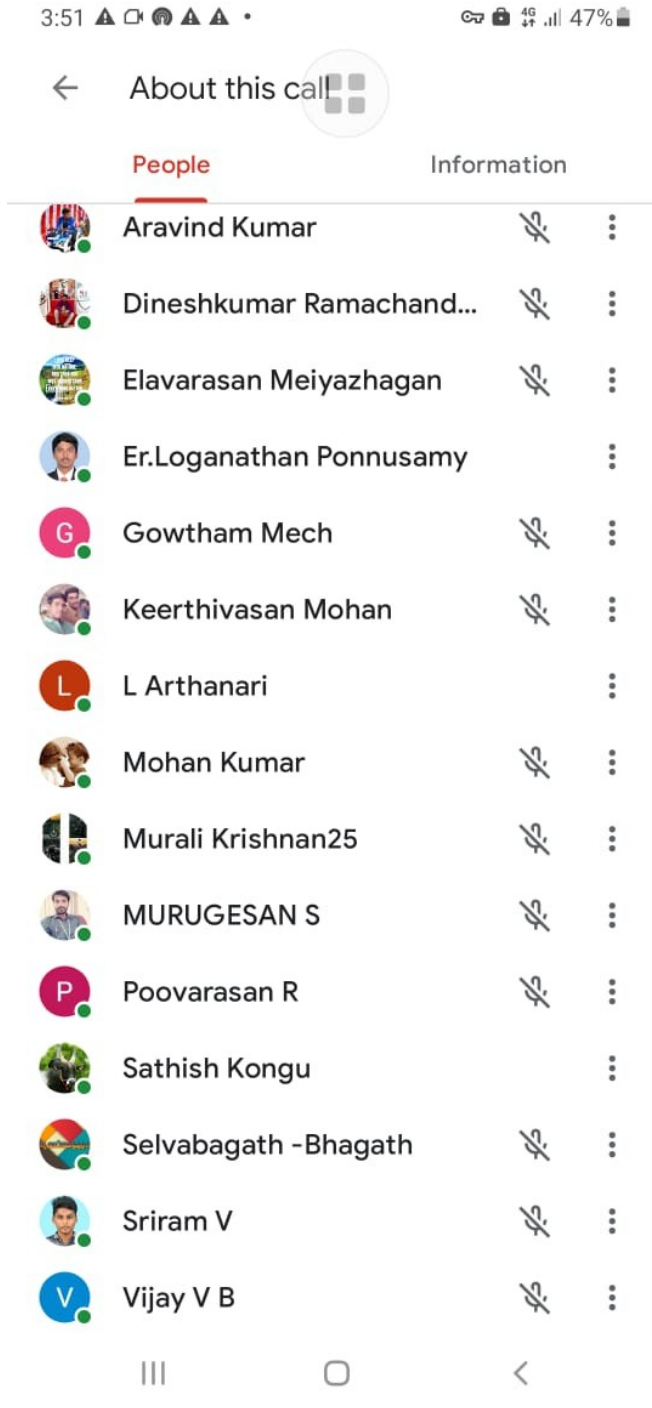 3:51
4G
47%
About this call
People
Information
Aravind Kumar
Dineshkumar Ramachand...
Elavarasan Meiyazhagan
Er.Loganathan Ponnusamy
G
Gowtham Mech
Keerthivasan Mohan
L
L Arthanari
Mohan Kumar
Murali Krishnan25
MURUGESAN S
P
Poovarasan R
Sathish Kongu
Selvabagath -Bhagath
Sriram V
V
Vijay V B